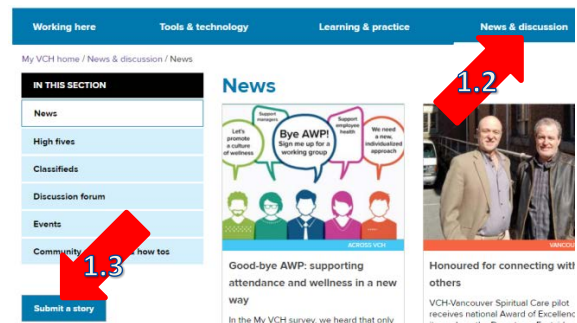 Working here
Tools & technology
Learning & practice
News & discussion
My VCH home / News & discussion / News
1.2
IN THIS SECTION
News
High fives
Classifieds
Discussion forum
Events
Community how tos
1.3
Submit a story
News
Let's
promote
a culture
of wellness
Support
managers
Bye AWP!
Sign me up for a
working group
Support
employee
health
We need
a new,
individualized
approach
ACROSS VCH
Good-bye AWP: supporting
attendance and wellness in a new
way
In the My VCH survey, we heard that only
VANCOU
Honoured for connecting with
others
VCH-Vancouver Spiritual Care pilot
receives national Award of Excellence